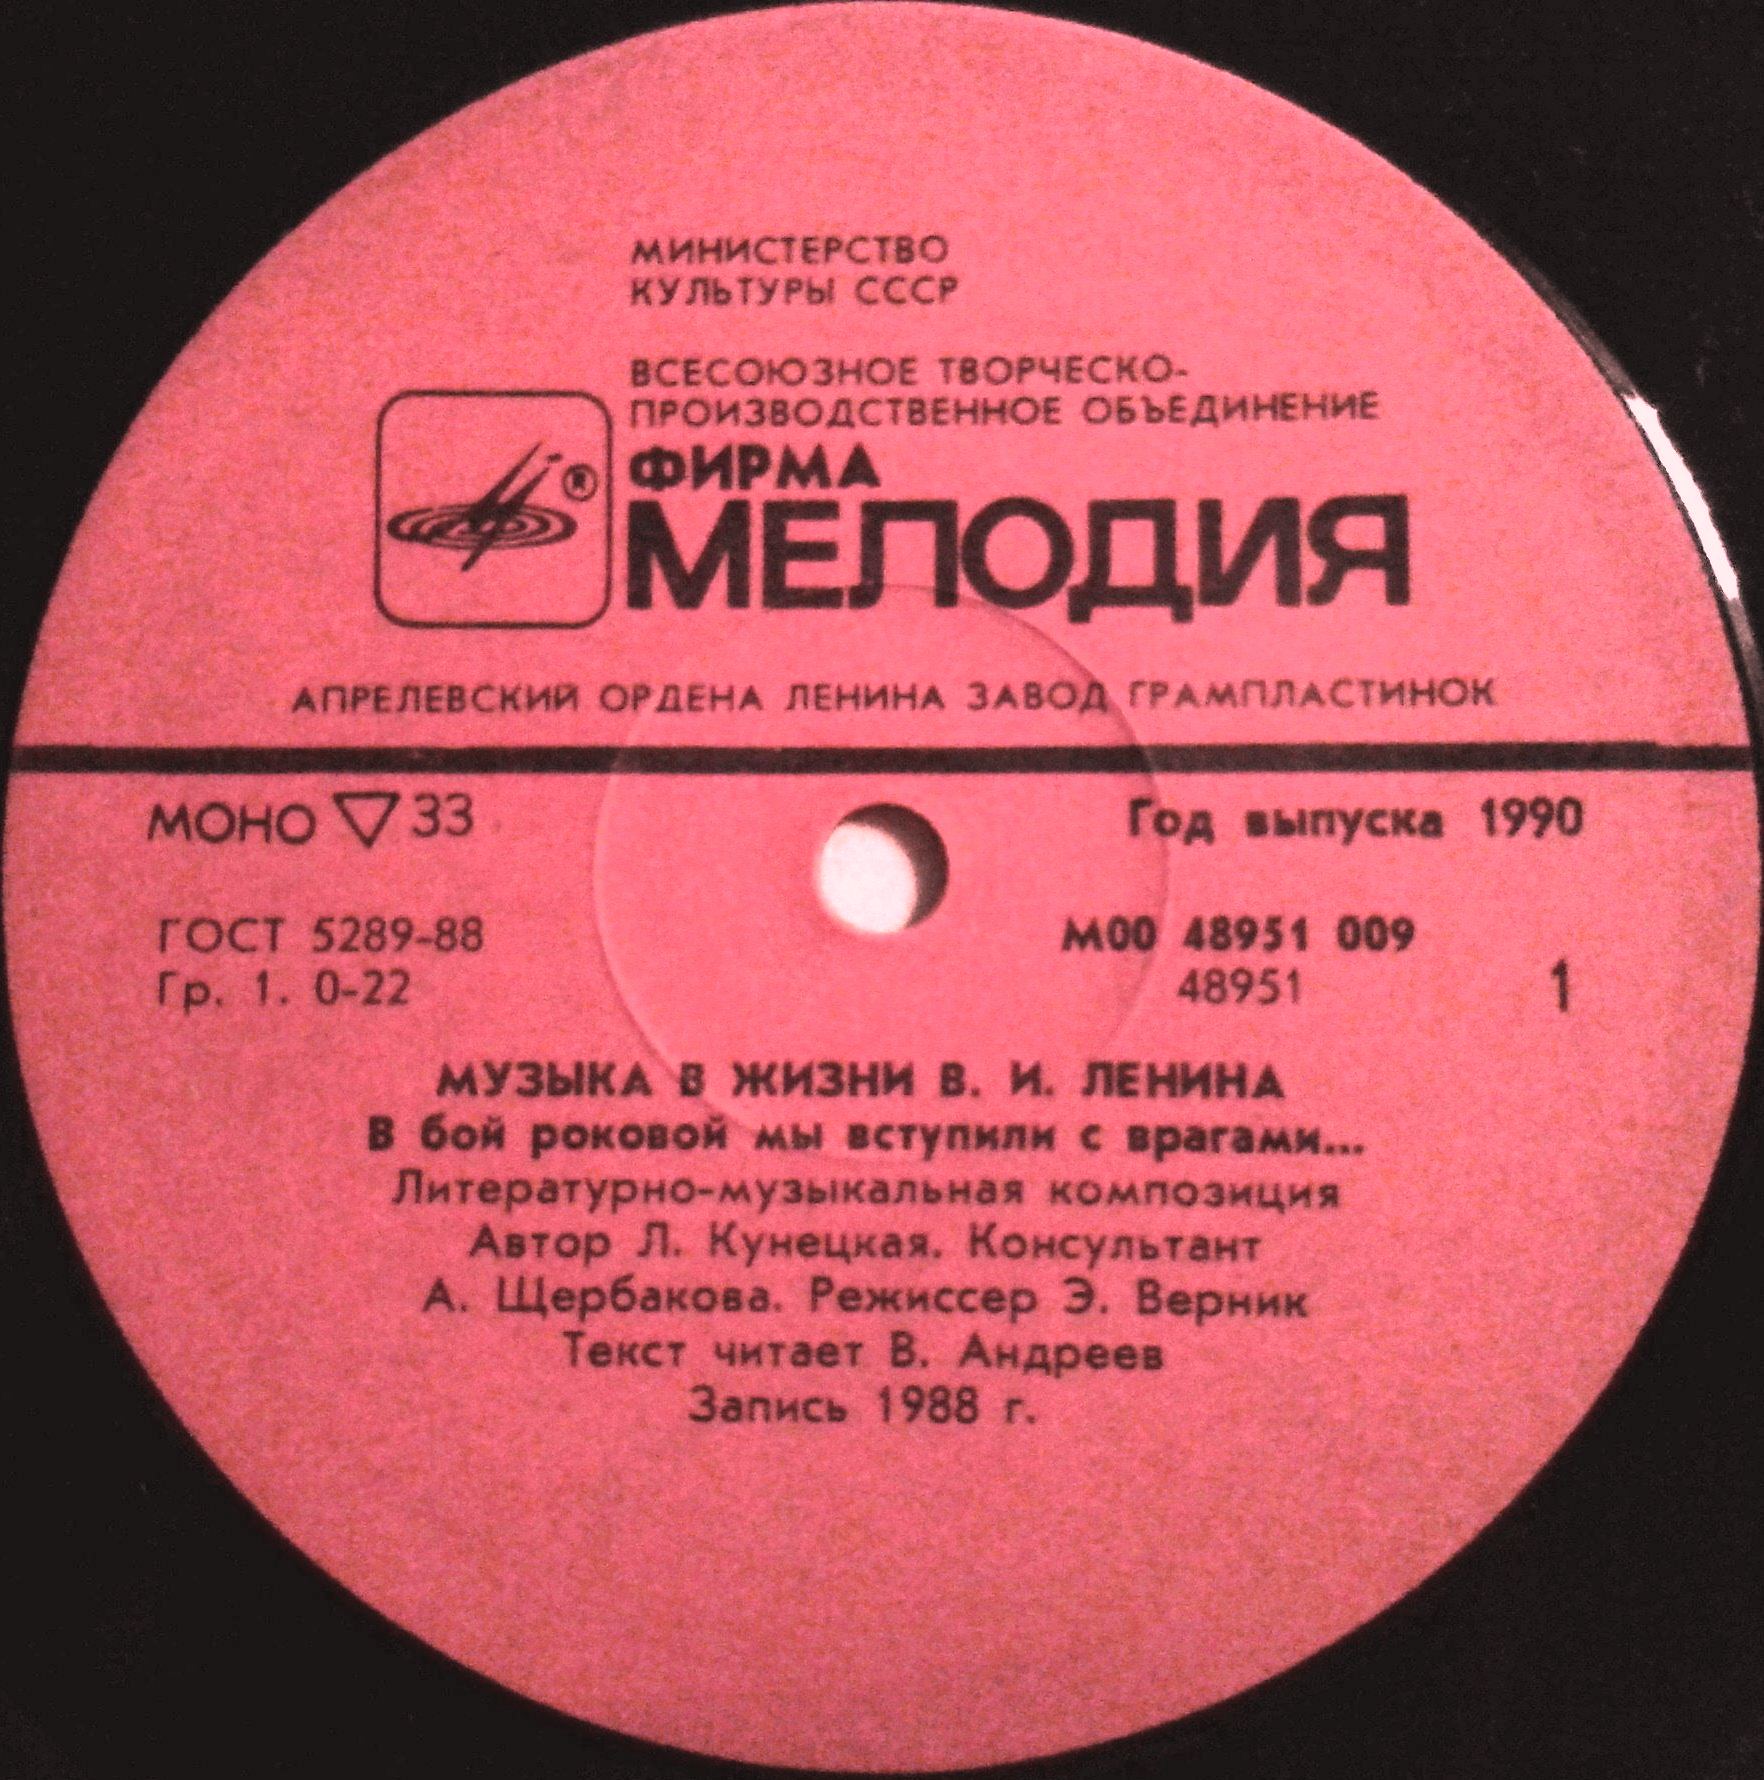 МИНИСТЕРСТВО
КУЛЬТУРЫ СССР
ВСЕСОЮЗНОЕ ТВОРЧЕСКО-
ПРОИЗВОДСТВЕННОЕ ОБЪЕДИНЕНИЕ
®
ФИРМА
МЕЛОДИЯ
АПРЕЛЕВСКИЙ ОРДЕНА ЛЕНИНА ЗАВОД ГРАМПЛАСТИНОК
МОНО ▽ 33
Год выпуска 1990
ГОСТ 5289-88
Гр. 1. 0-22
М00 48951 009
48951
1
МУЗЫКА В ЖИЗНИ В. И. ЛЕНИНА
В бой роковой мы вступили с врагами...
Литературно-музыкальная композиция
Автор Л. Кунецкая. Консультант
А. Щербакова. Режиссер Э. Верник
Текст читает В. Андреев
Запись 1988 г.